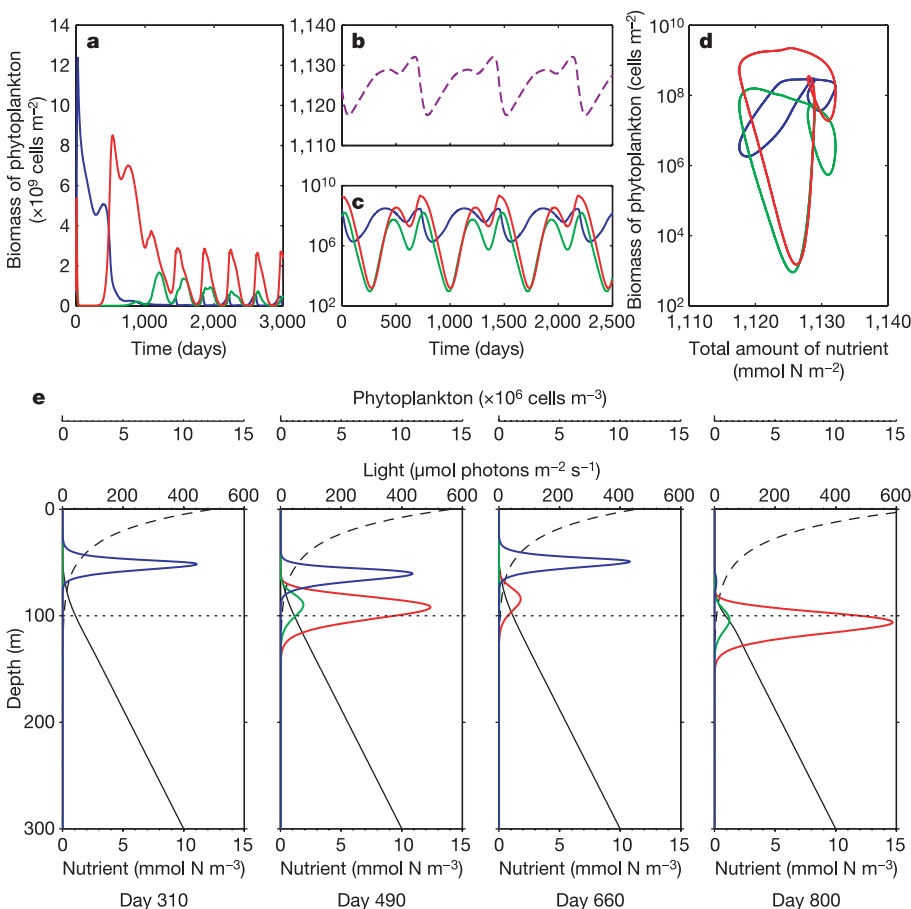 a
Biomass of phytoplankton
(×10⁹ cells m⁻²)
14
12
10
8
6
4
2
0
0 1,000 2,000 3,000
Time (days)
b
1,140
1,130
1,120
1,110
c
10¹⁰
10⁶
10²
0 500 1,000 1,500 2,000 2,500
Time (days)
d
Biomass of phytoplankton (cells m⁻²)
10¹⁰
10⁸
10⁶
10⁴
10²
1,110 1,120 1,130 1,140
Total amount of nutrient
(mmol N m⁻²)
e
Phytoplankton (×10⁶ cells m⁻³)
0 5 10 15 0 5 10 15 0 5 10 15 0 5 10 15
Light (μmol photons m⁻² s⁻¹)
0 200 400 600 0 200 400 600 0 200 400 600 0 200 400 600
Depth (m)
0
100
200
300
0 5 10 15 0 5 10 15 0 5 10 15 0 5 10 15
Nutrient (mmol N m⁻³) Nutrient (mmol N m⁻³) Nutrient (mmol N m⁻³) Nutrient (mmol N m⁻³)
Day 310 Day 490 Day 660 Day 800